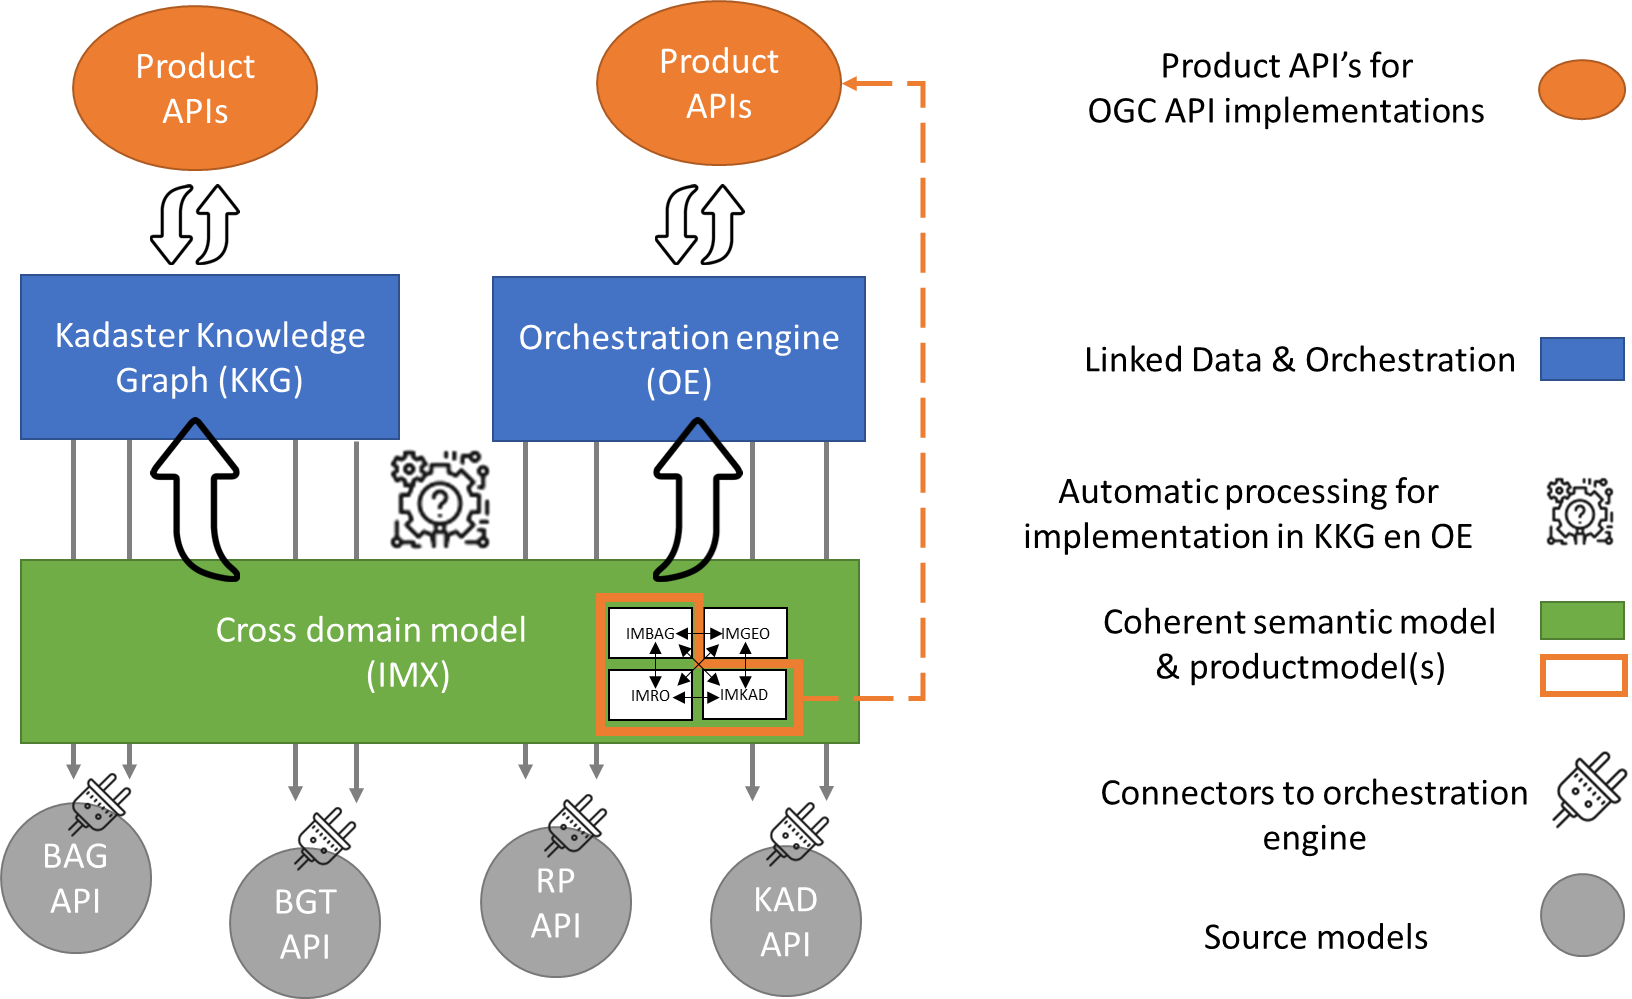 Product
APIs
Product
APIs
Product API’s for
OGC API implementations
Kadaster Knowledge
Graph (KKG)
Orchestration engine
(OE)
Linked Data & Orchestration
?
Automatic processing for
implementation in KKG en OE
?
Cross domain model
(IMX)
IMBAG
IMGEO
IMRO
IMKAD
Coherent semantic model
& productmodel(s)
Connectors to orchestration
engine
BAG
API
BGT
API
RP
API
KAD
API
Source models